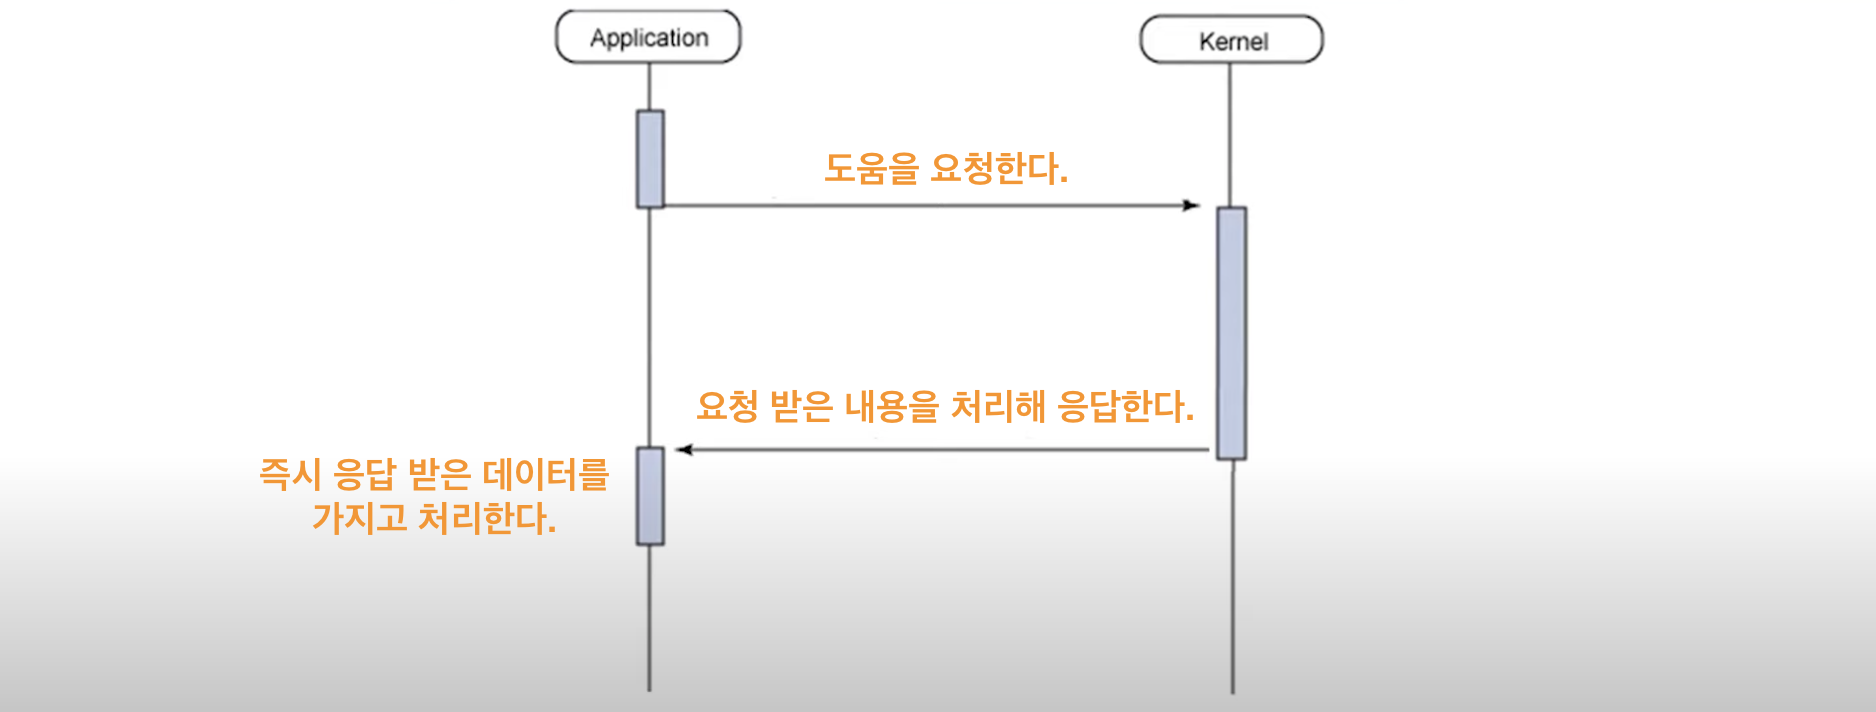 Application
Kernel
도움을 요청한다.
요청 받은 내용을 처리해 응답한다.
즉시 응답 받은 데이터를
가지고 처리한다.